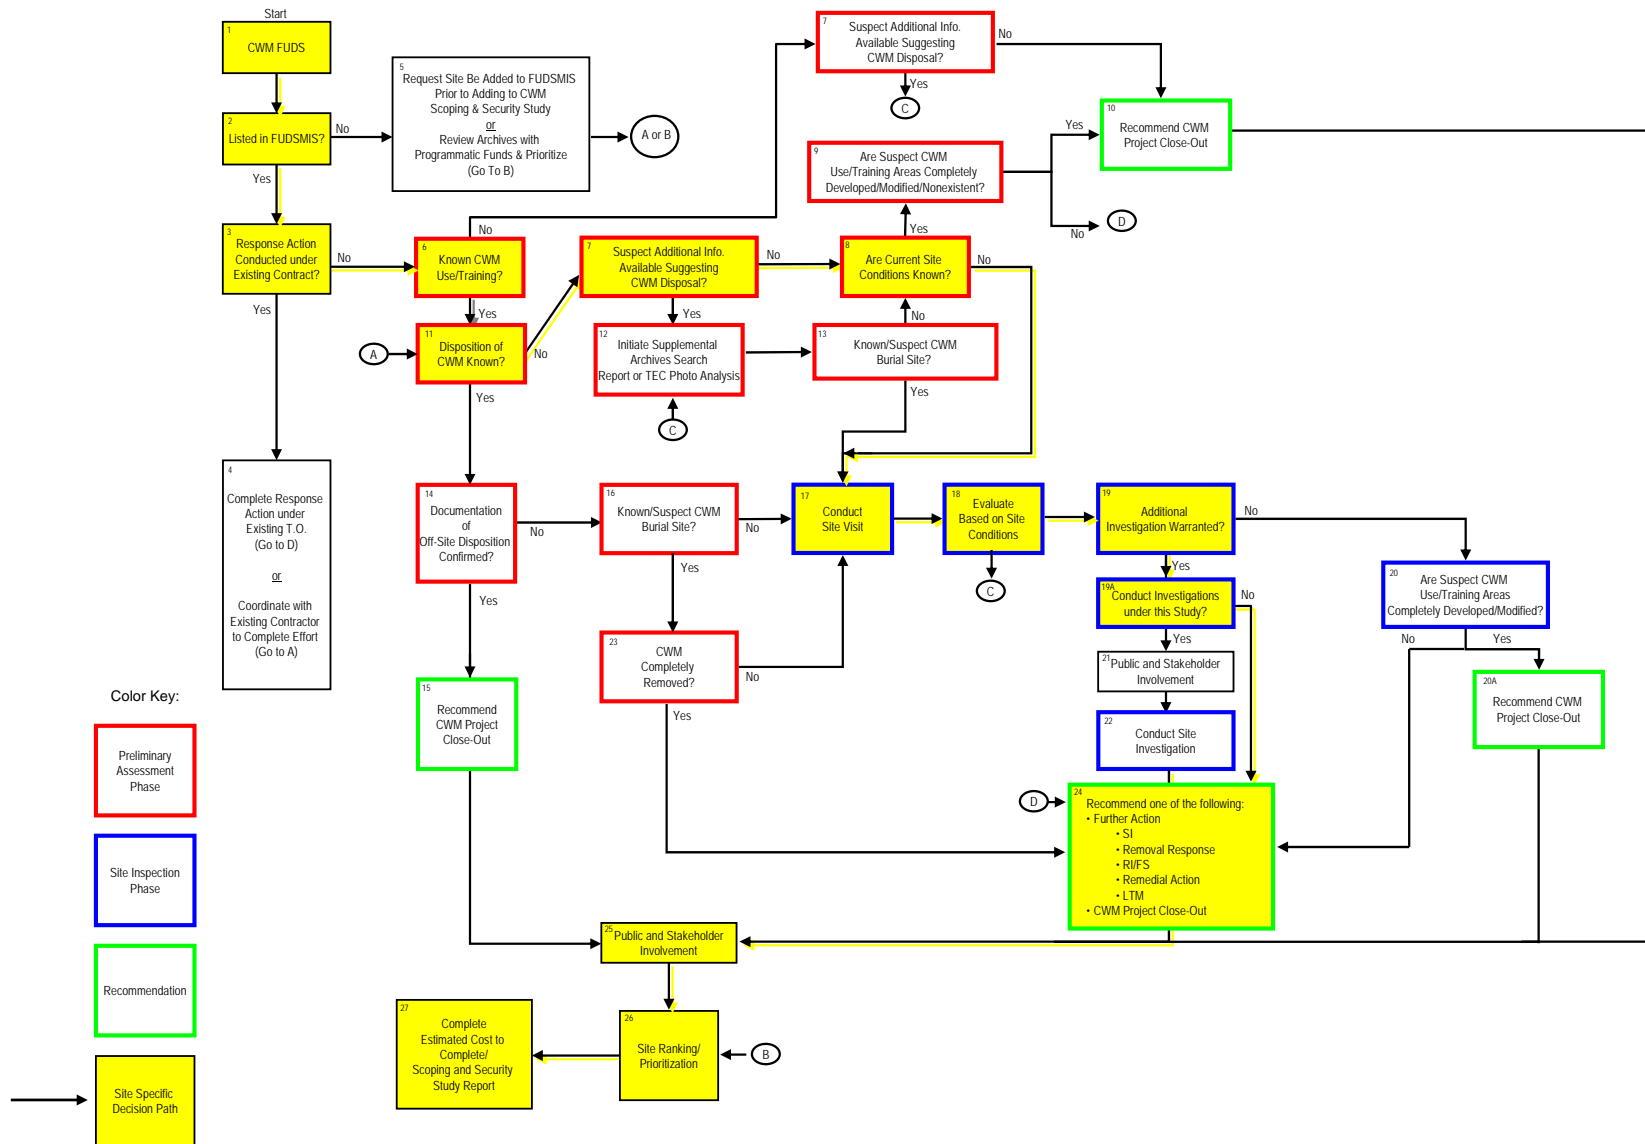 Start
1
CWM FUDS
2
Listed in FUDSMIS?
No
Yes
3
Response Action
Conducted under
Existing Contract?
No
Yes
4
Complete Response
Action under
Existing T.O.
(Go to D)
or
Coordinate with
Existing Contractor
to Complete Effort
(Go to A)
5
Request Site Be Added to FUDSMIS
Prior to Adding to CWM
Scoping & Security Study
or
Review Archives with
Programmatic Funds & Prioritize
(Go To B)
A or B
6
Known CWM
Use/Training?
No
Yes
7
Suspect Additional Info.
Available Suggesting
CWM Disposal?
No
Yes
C
7
Suspect Additional Info.
Available Suggesting
CWM Disposal?
No
Yes
8
Are Current Site
Conditions Known?
Yes
No
9
Are Suspect CWM
Use/Training Areas Completely
Developed/Modified/Nonexistent?
Yes
No
D
10
Recommend CWM
Project Close-Out
A
11
Disposition of
CWM Known?
No
Yes
12
Initiate Supplemental
Archives Search
Report or TEC Photo Analysis
C
13
Known/Suspect CWM
Burial Site?
No
Yes
14
Documentation
of
Off-Site Disposition
Confirmed?
No
Yes
15
Recommend
CWM Project
Close-Out
16
Known/Suspect CWM
Burial Site?
No
Yes
17
Conduct
Site Visit
18
Evaluate
Based on Site
Conditions
C
19
Additional
Investigation Warranted?
No
Yes
19A
Conduct Investigations
under this Study?
No
Yes
20
Are Suspect CWM
Use/Training Areas
Completely Developed/Modified?
No
Yes
20A
Recommend CWM
Project Close-Out
21
Public and Stakeholder
Involvement
22
Conduct Site
Investigation
23
CWM
Completely
Removed?
No
Yes
D
24
Recommend one of the following:
• Further Action
• SI
• Removal Response
• RI/FS
• Remedial Action
• LTM
• CWM Project Close-Out
25
Public and Stakeholder
Involvement
26
Site Ranking/
Prioritization
B
27
Complete
Estimated Cost to
Complete/
Scoping and Security
Study Report
Color Key:
Preliminary
Assessment
Phase
Site Inspection
Phase
Recommendation
Site Specific
Decision Path